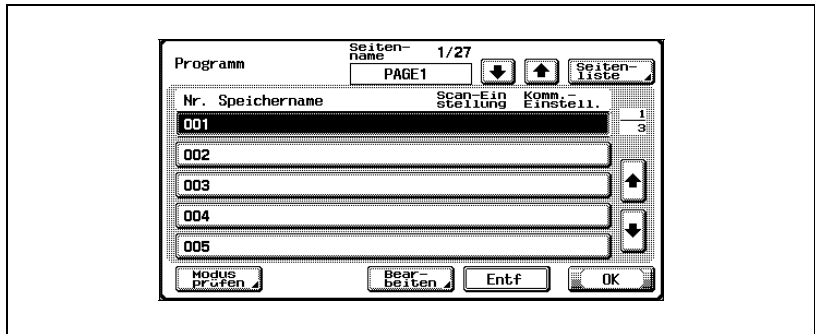 Programm
Seiten-
name
1/27
PAGE1
Seiten-
liste
Nr. Speichername
Scan-Ein
stellung
Komm.-
Einstell.
001
1
3
002
003
004
005
Modus
prüfen
Bear-
beiten
Entf
OK